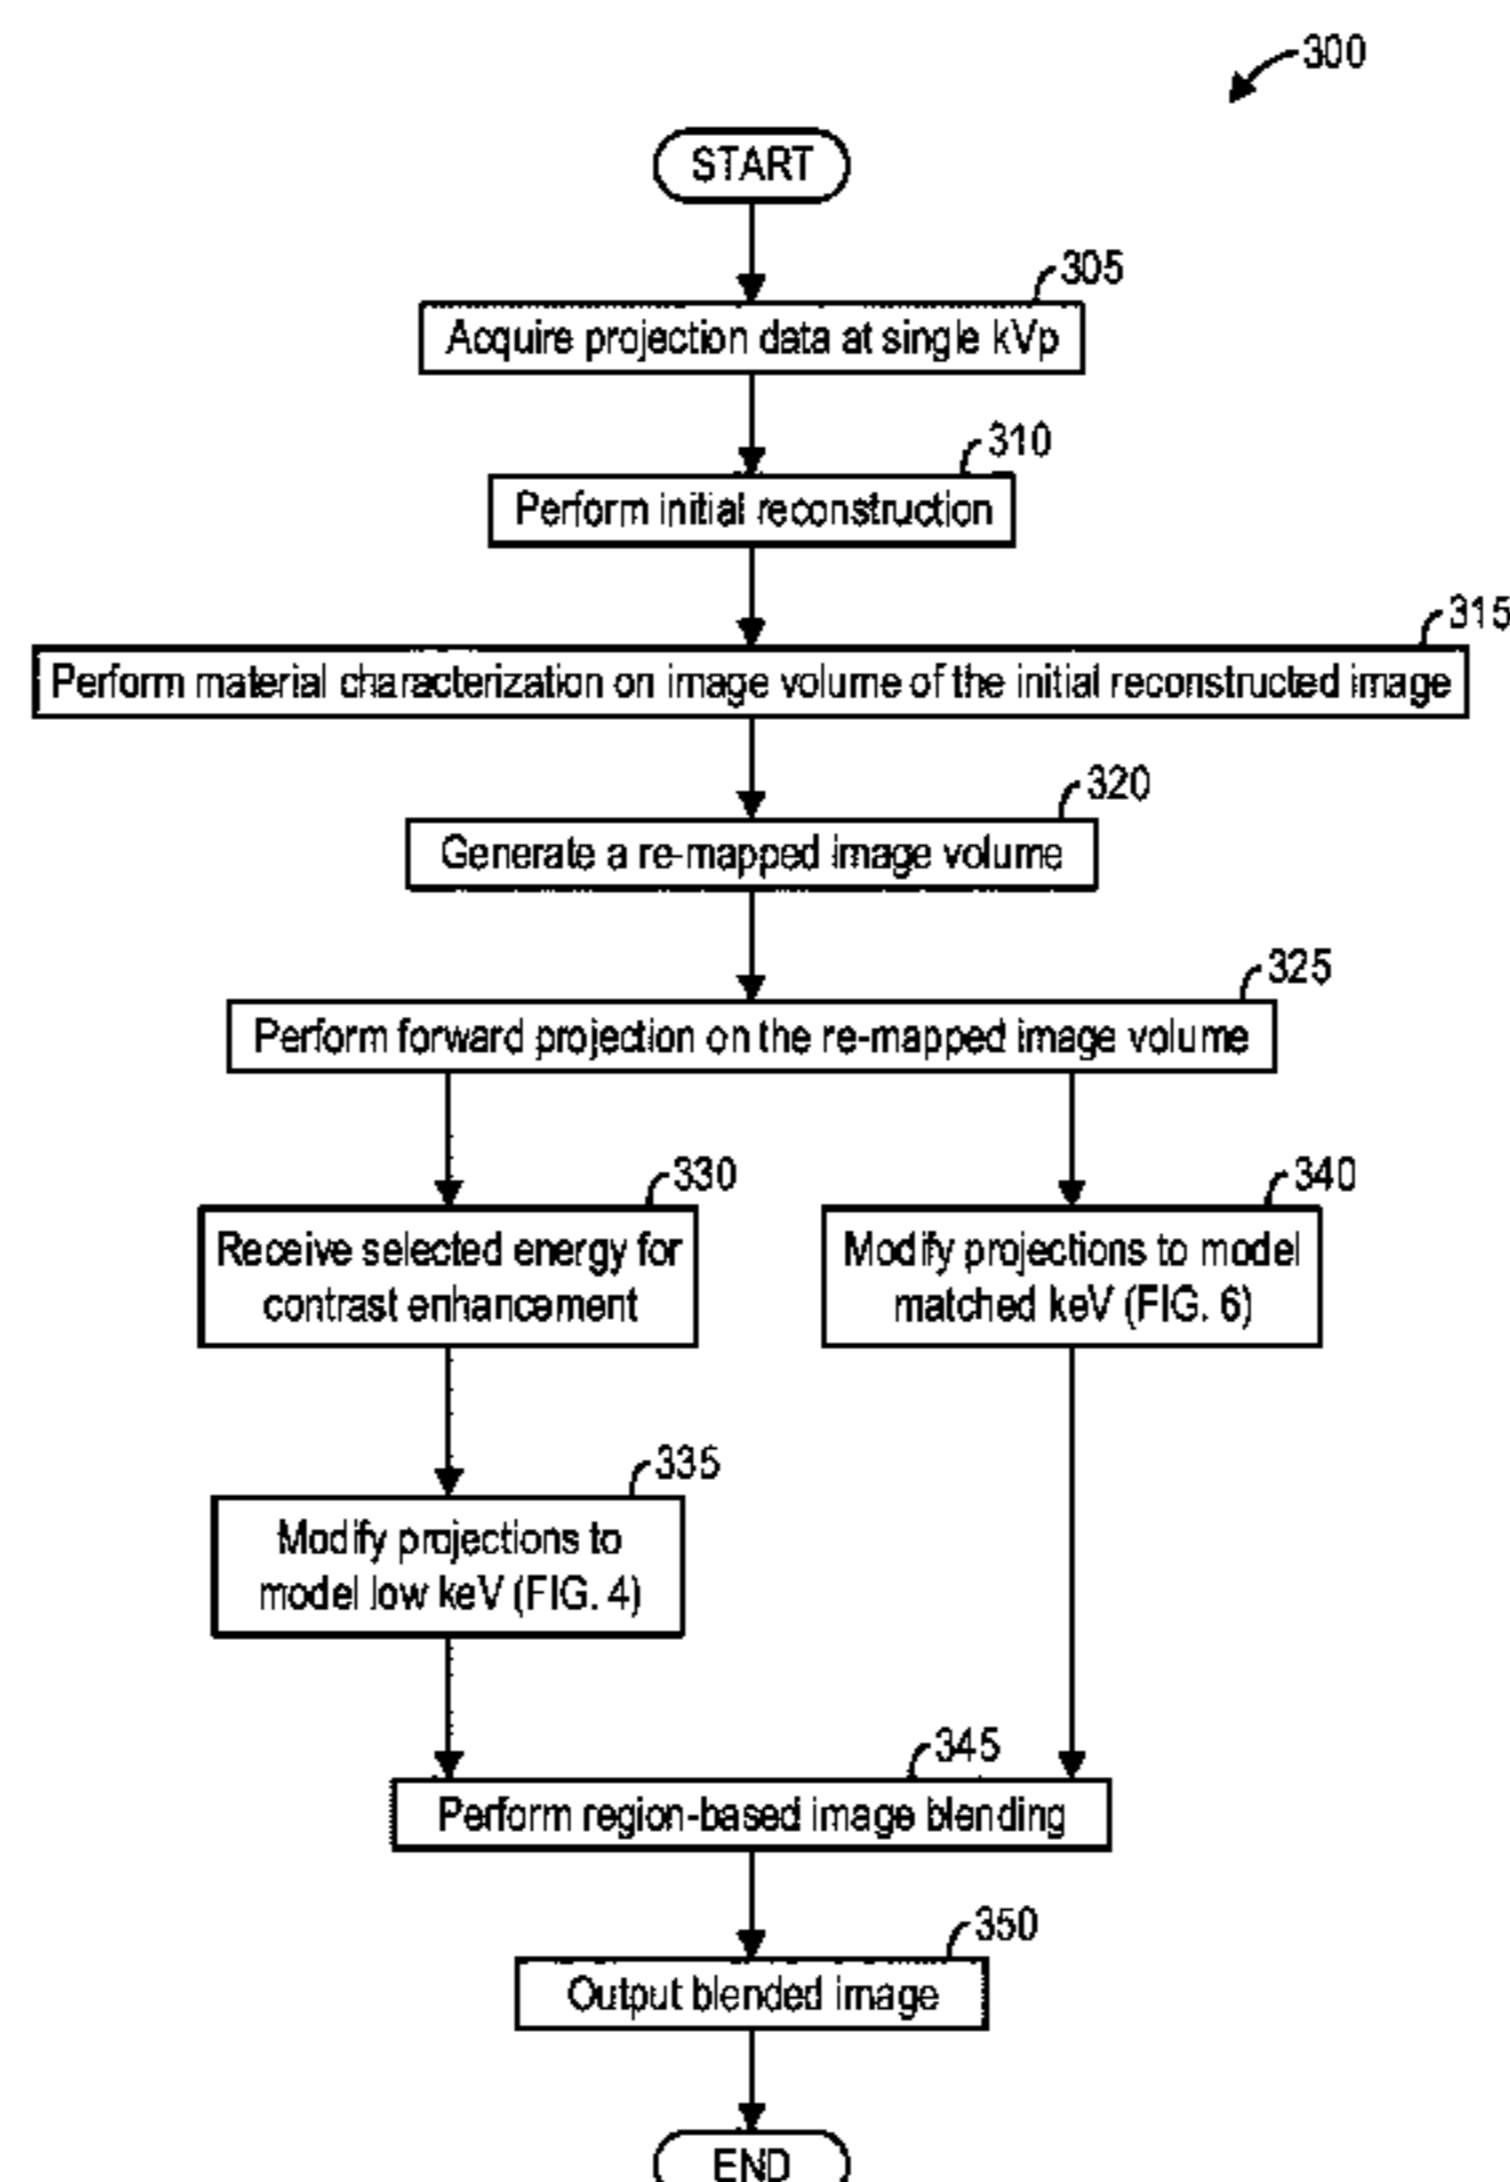 300
START
305
Acquire projection data at single kVp
310
Perform initial reconstruction
315
Perform material characterization on image volume of the initial reconstructed image
320
Generate a re-mapped image volume
325
Perform forward projection on the re-mapped image volume
330
Receive selected energy for
contrast enhancement
340
Modify projections to model
matched keV (FIG. 6)
335
Modify projections to
model low keV (FIG. 4)
345
Perform region-based image blending
350
Output blended image
END